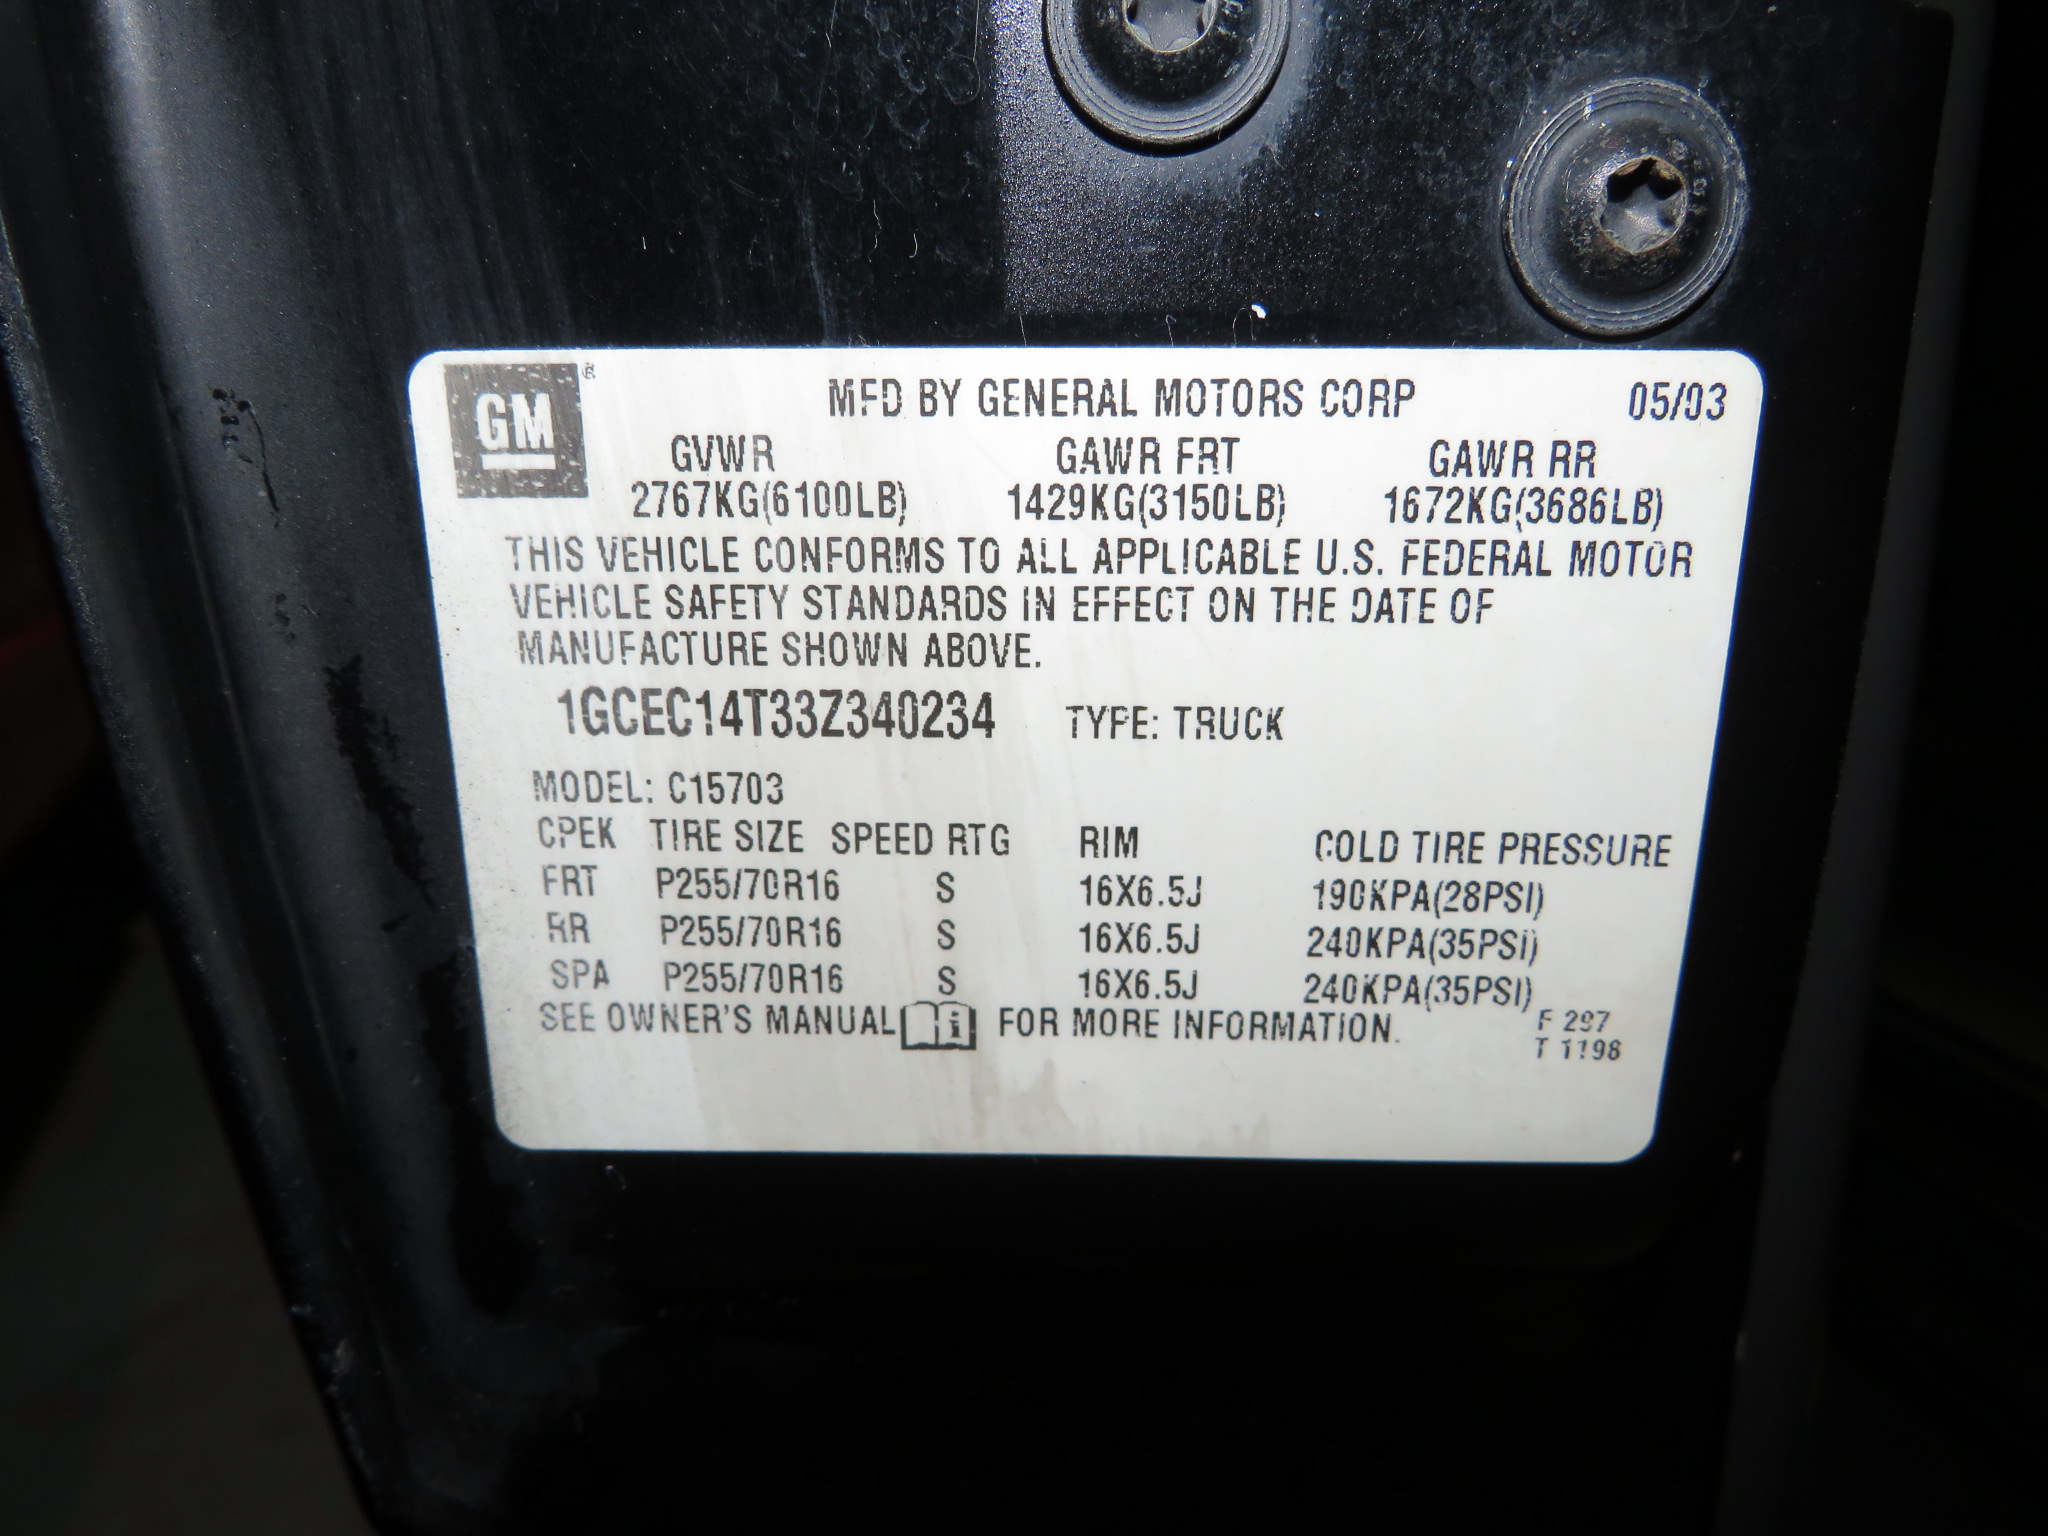 GM ®
MFD BY GENERAL MOTORS CORP 05/03
GVWR GAWR FRT GAWR RR
2767KG(6100LB) 1429KG(3150LB) 1672KG(3686LB)
THIS VEHICLE CONFORMS TO ALL APPLICABLE U.S. FEDERAL MOTOR
VEHICLE SAFETY STANDARDS IN EFFECT ON THE DATE OF
MANUFACTURE SHOWN ABOVE.
1GCEC14T33Z340234 TYPE: TRUCK
MODEL: C15703
CPEK TIRE SIZE SPEED RTG RIM COLD TIRE PRESSURE
FRT P255/70R16 S 16X6.5J 190KPA(28PSI)
RR P255/70R16 S 16X6.5J 240KPA(35PSI)
SPA P255/70R16 S 16X6.5J 240KPA(35PSI)
SEE OWNER'S MANUAL i FOR MORE INFORMATION.
F 297
T 1198